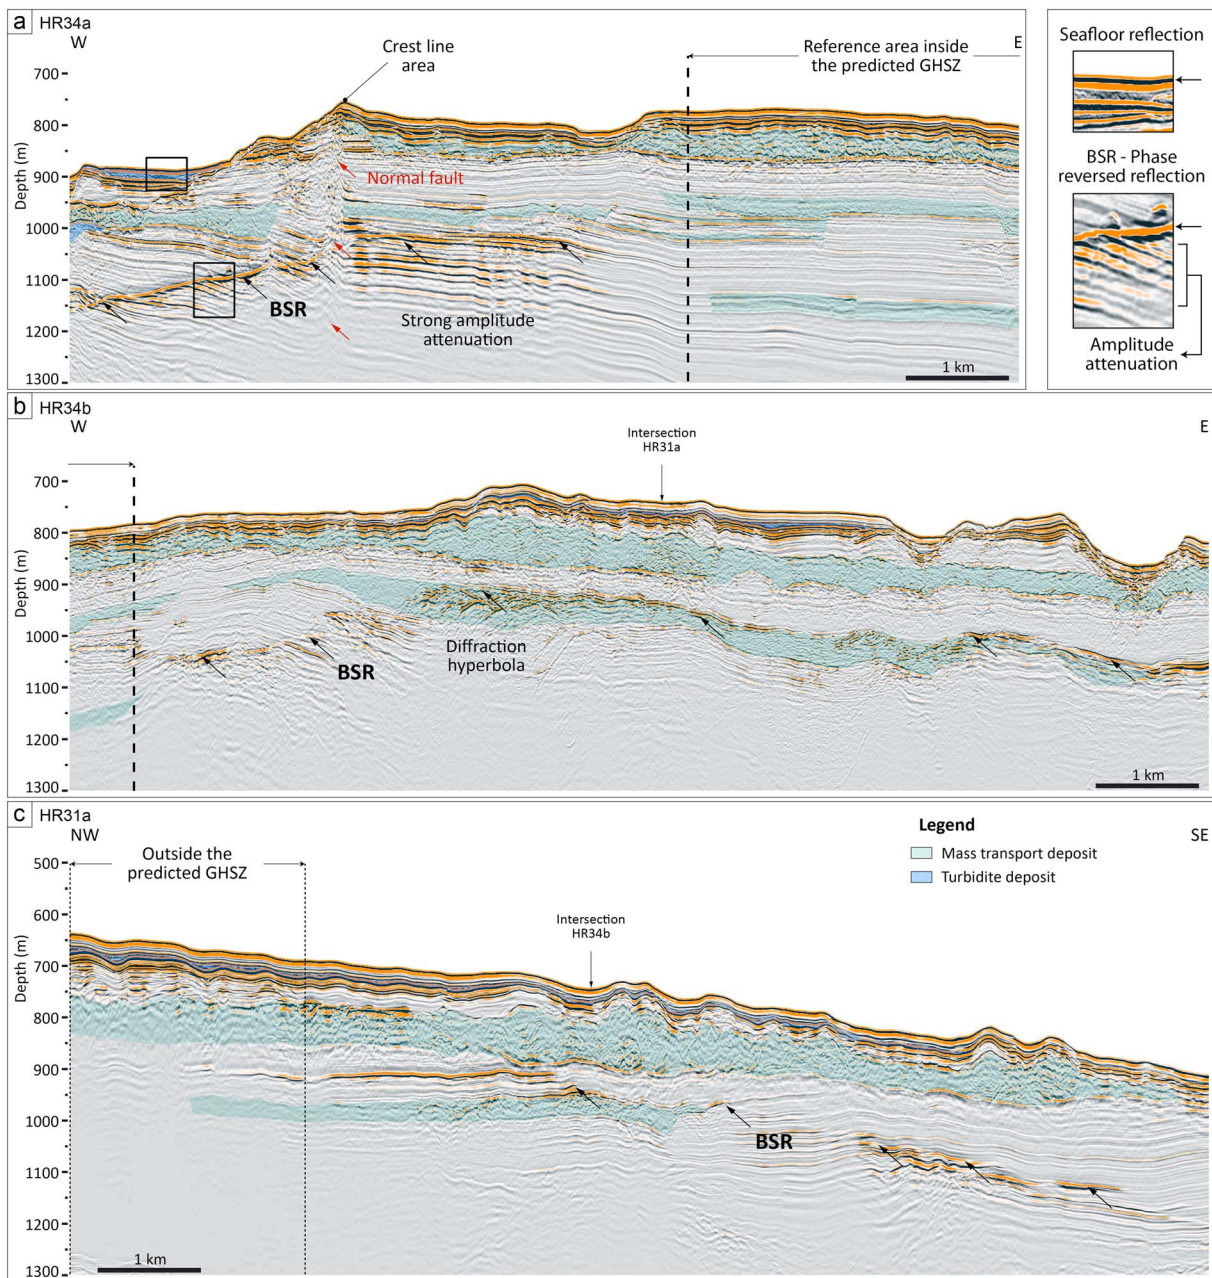 a HR34a
W
E
Crest line
area
Reference area inside
the predicted GHSZ
Depth (m)
700
800
900
1000
1100
1200
1300
Normal fault
BSR
Strong amplitude
attenuation
1 km
Seafloor reflection
BSR - Phase
reversed reflection
Amplitude
attenuation
b HR34b
W
E
Intersection
HR31a
Depth (m)
700
800
900
1000
1100
1200
1300
BSR
Diffraction
hyperbola
1 km
c HR31a
NW
SE
Outside the
predicted GHSZ
Legend
Mass transport deposit
Turbidite deposit
Intersection
HR34b
Depth (m)
500
600
700
800
900
1000
1100
1200
1300
BSR
1 km